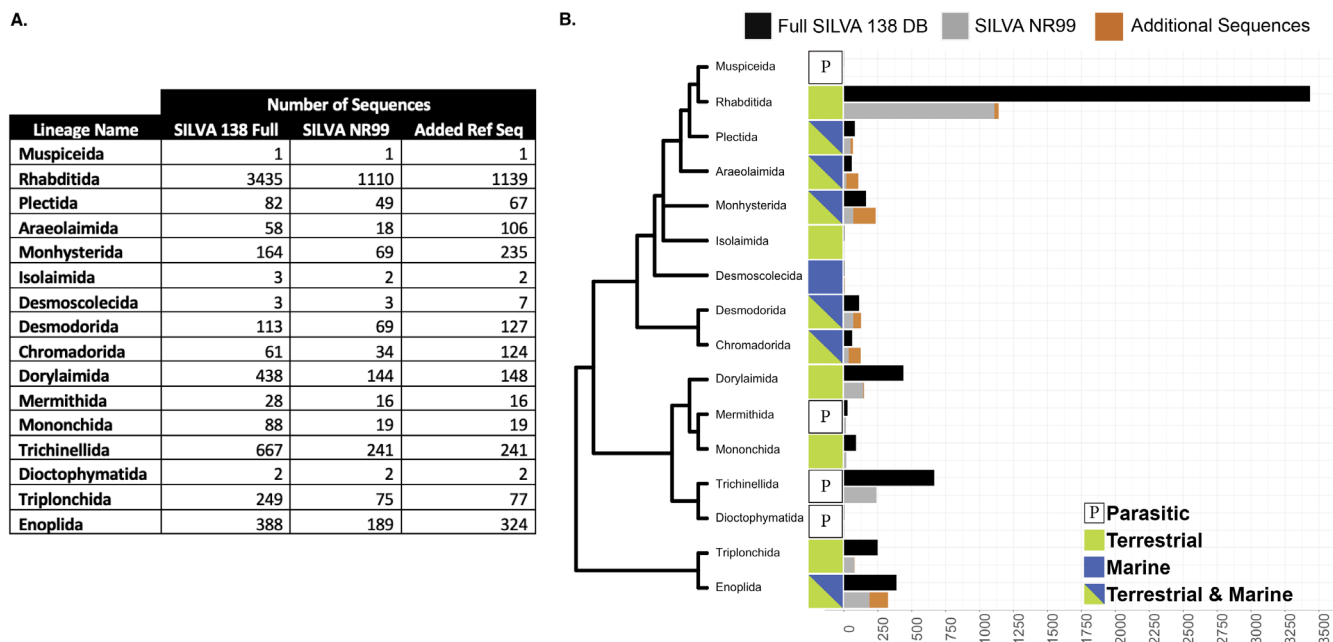 A.
Number of Sequences
Lineage Name SILVA 138 Full SILVA NR99 Added Ref Seq
Muspiceida 1 1 1
Rhabditida 3435 1110 1139
Plectida 82 49 67
Araeolaimida 58 18 106
Monhysterida 164 69 235
Isolaimida 3 2 2
Desmoscolecida 3 3 7
Desmodorida 113 69 127
Chromadorida 61 34 124
Dorylaimida 438 144 148
Mermithida 28 16 16
Mononchida 88 19 19
Trichinellida 667 241 241
Dioctophymatida 2 2 2
Triplonchida 249 75 77
Enoplida 388 189 324
B.
Full SILVA 138 DB SILVA NR99 Additional Sequences
Muspiceida P
Rhabditida
Plectida
Araeolaimida
Monhysterida
Isolaimida
Desmoscolecida
Desmodorida
Chromadorida
Dorylaimida
Mermithida P
Mononchida
Trichinellida P
Dioctophymatida P
Triplonchida
Enoplida
P Parasitic
Terrestrial
Marine
Terrestrial & Marine
0 250 500 750 1000 1250 1500 1750 2000 2250 2500 2750 3000 3250 3500